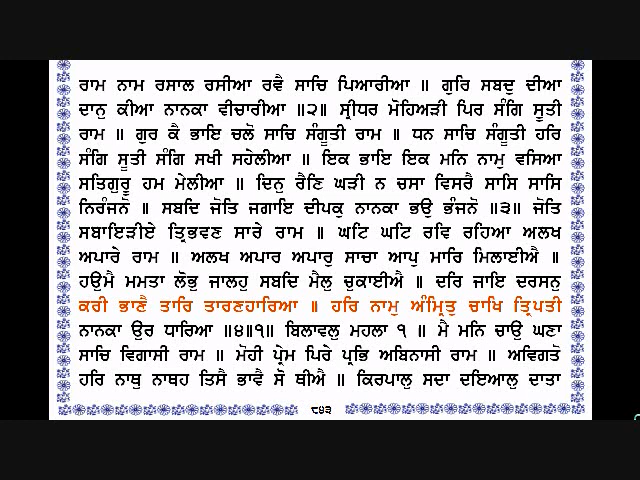 ਰਾਮ ਨਾਮ ਰਸਾਲ ਰਸੀਆ ਰਵੈ ਸਾਚਿ ਪਿਆਰੀਆ ॥ ਗੁਰਿ ਸਬਦੁ ਦੀਆ
ਦਾਨੁ ਕੀਆ ਨਾਨਕਾ ਵੀਚਾਰੀਆ ॥੨॥ ਸ੍ਰੀਧਰ ਮੋਹਿਅੜੀ ਪਿਰ ਸੰਗਿ ਸੂਤੀ
ਰਾਮ ॥ ਗੁਰ ਕੈ ਭਾਇ ਚਲੋ ਸਾਚਿ ਸੰਗੂਤੀ ਰਾਮ ॥ ਧਨ ਸਾਚਿ ਸੰਗੂਤੀ ਹਰਿ
ਸੰਗਿ ਸੂਤੀ ਸੰਗਿ ਸਖੀ ਸਹੇਲੀਆ ॥ ਇਕ ਭਾਇ ਇਕ ਮਨਿ ਨਾਮੁ ਵਸਿਆ
ਸਤਿਗੁਰੂ ਹਮ ਮੇਲੀਆ ॥ ਦਿਨੁ ਰੈਣਿ ਘੜੀ ਨ ਚਸਾ ਵਿਸਰੈ ਸਾਸਿ ਸਾਸਿ
ਨਿਰੰਜਨੋ ॥ ਸਬਦਿ ਜੋਤਿ ਜਗਾਇ ਦੀਪਕੁ ਨਾਨਕਾ ਭਉ ਭੰਜਨੋ ॥੩॥ ਜੋਤਿ
ਸਬਾਇੜੀਏ ਤ੍ਰਿਭਵਣ ਸਾਰੇ ਰਾਮ ॥ ਘਟਿ ਘਟਿ ਰਵਿ ਰਹਿਆ ਅਲਖ
ਅਪਾਰੇ ਰਾਮ ॥ ਅਲਖ ਅਪਾਰ ਅਪਾਰੁ ਸਾਚਾ ਆਪੁ ਮਾਰਿ ਮਿਲਾਈਐ ॥
ਹਉਮੈ ਮਮਤਾ ਲੋਭੁ ਜਾਲਹੁ ਸਬਦਿ ਮੈਲੁ ਚੁਕਾਈਐ ॥ ਦਰਿ ਜਾਇ ਦਰਸਨੁ
ਕਰੀ ਭਾਣੈ ਤਾਰਿ ਤਾਰਣਹਾਰਿਆ ॥ ਹਰਿ ਨਾਮੁ ਅੰਮ੍ਰਿਤੁ ਚਾਖਿ ਤ੍ਰਿਪਤੀ
ਨਾਨਕਾ ਉਰ ਧਾਰਿਆ ॥੪॥੧॥ ਬਿਲਾਵਲੁ ਮਹਲਾ ੧ ॥ ਮੈ ਮਨਿ ਚਾਉ ਘਣਾ
ਸਾਚਿ ਵਿਗਾਸੀ ਰਾਮ ॥ ਮੋਹੀ ਪ੍ਰੇਮ ਪਿਰੇ ਪ੍ਰਭਿ ਅਬਿਨਾਸੀ ਰਾਮ ॥ ਅਵਿਗਤੋ
ਹਰਿ ਨਾਥੁ ਨਾਥਹ ਤਿਸੈ ਭਾਵੈ ਸੋ ਥੀਐ ॥ ਕਿਰਪਾਲੁ ਸਦਾ ਦਇਆਲੁ ਦਾਤਾ
੮੪੩